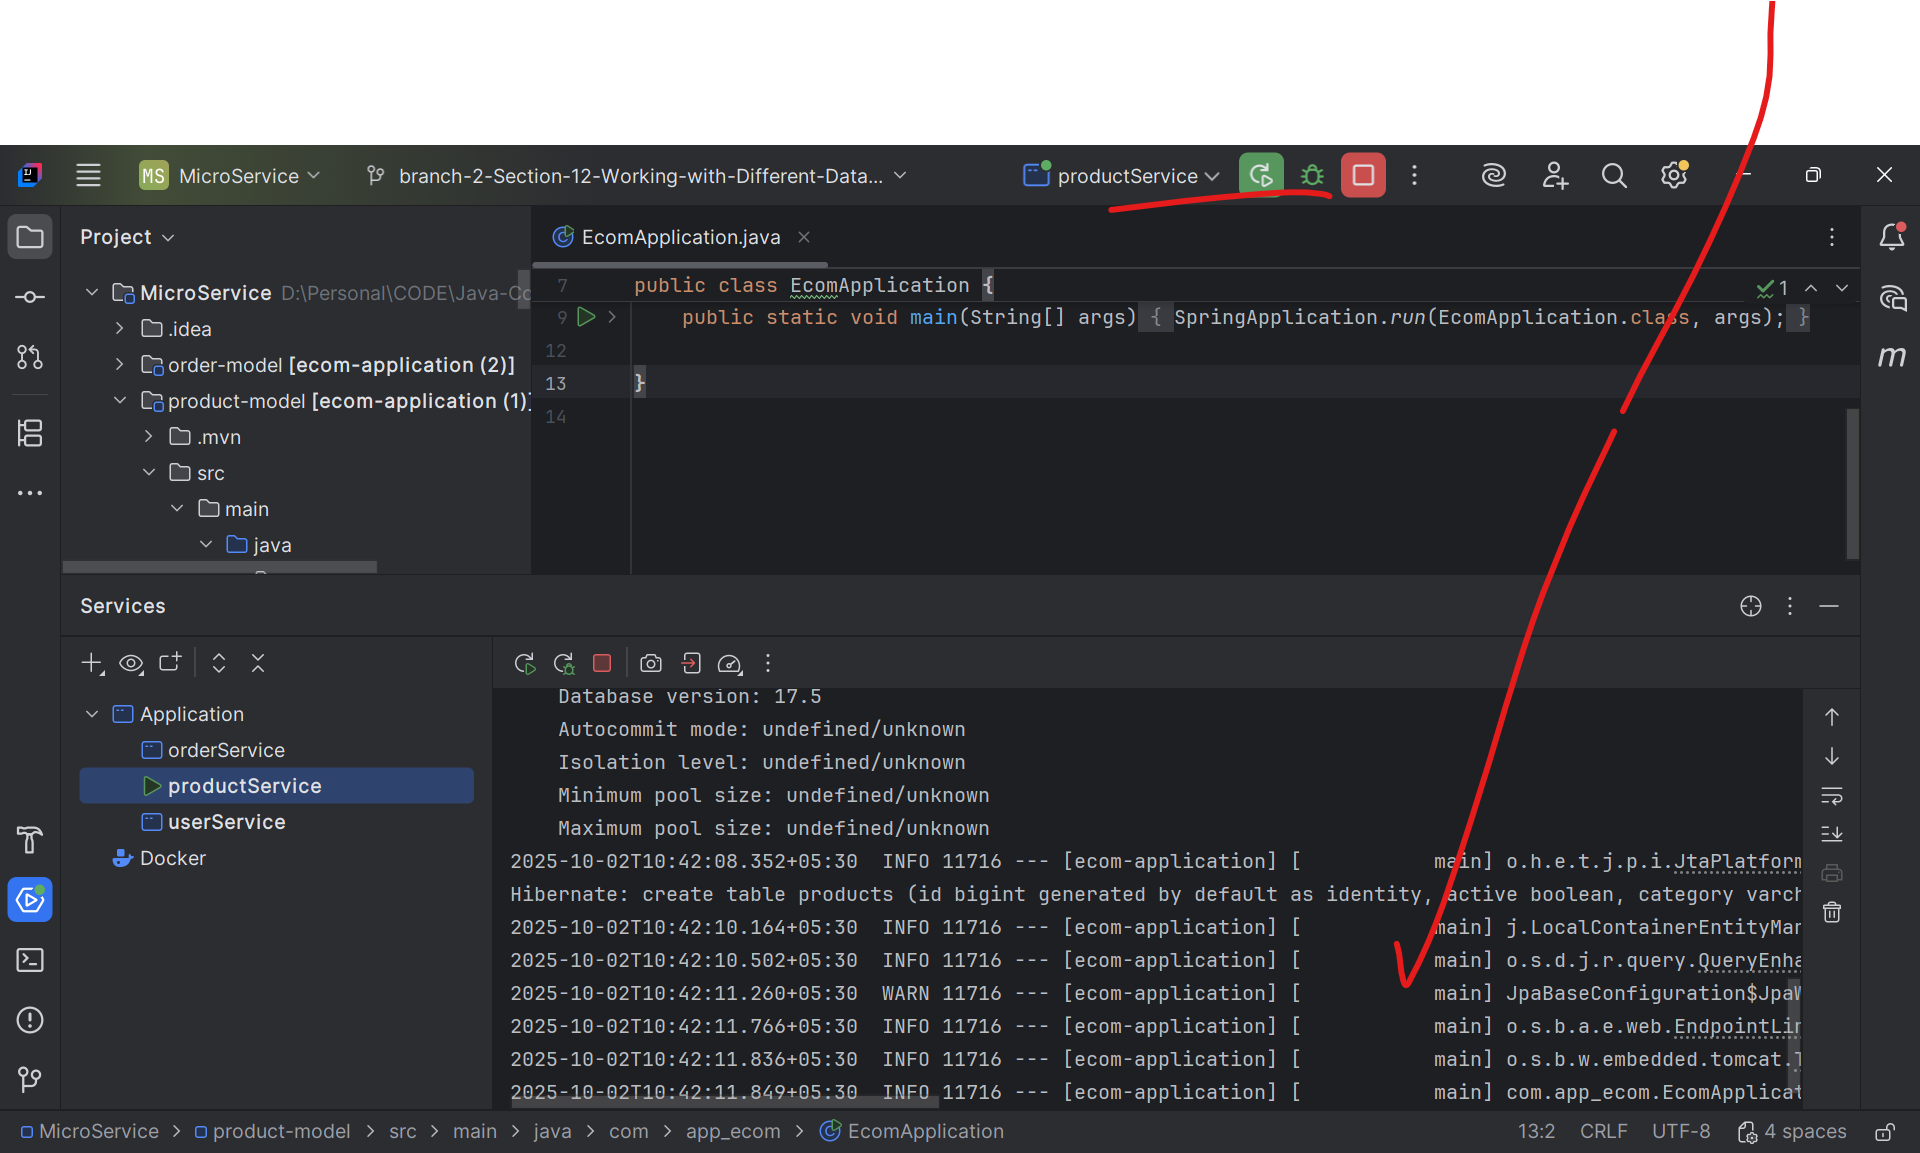 MS MicroService branch-2-Section-12-Working-with-Different-Data... productService
Project
EcomApplication.java
MicroService D:\Personal\CODE\Java-Co
.idea
order-model [ecom-application (2)]
product-model [ecom-application (1)]
.mvn
src
main
java
7 public class EcomApplication {
1
9 public static void main(String[] args) { SpringApplication.run(EcomApplication.class, args); }
12
13 }
14
Services
Application
orderService
productService
userService
Docker
Database version: 17.5
Autocommit mode: undefined/unknown
Isolation level: undefined/unknown
Minimum pool size: undefined/unknown
Maximum pool size: undefined/unknown
2025-10-02T10:42:08.352+05:30  INFO 11716 --- [ecom-application] [           main] o.h.e.t.j.p.i.JtaPlatform
Hibernate: create table products (id bigint generated by default as identity, active boolean, category varch
2025-10-02T10:42:10.164+05:30  INFO 11716 --- [ecom-application] [           main] j.LocalContainerEntityMan
2025-10-02T10:42:10.502+05:30  INFO 11716 --- [ecom-application] [           main] o.s.d.j.r.query.QueryEnha
2025-10-02T10:42:11.260+05:30  WARN 11716 --- [ecom-application] [           main] JpaBaseConfiguration$JpaW
2025-10-02T10:42:11.766+05:30  INFO 11716 --- [ecom-application] [           main] o.s.b.a.e.web.EndpointLin
2025-10-02T10:42:11.836+05:30  INFO 11716 --- [ecom-application] [           main] o.s.b.w.embedded.tomcat.T
2025-10-02T10:42:11.849+05:30  INFO 11716 --- [ecom-application] [           main] com.app_ecom.EcomApplicat
MicroService > product-model > src > main > java > com > app_ecom > EcomApplication
13:2 CRLF UTF-8 4 spaces